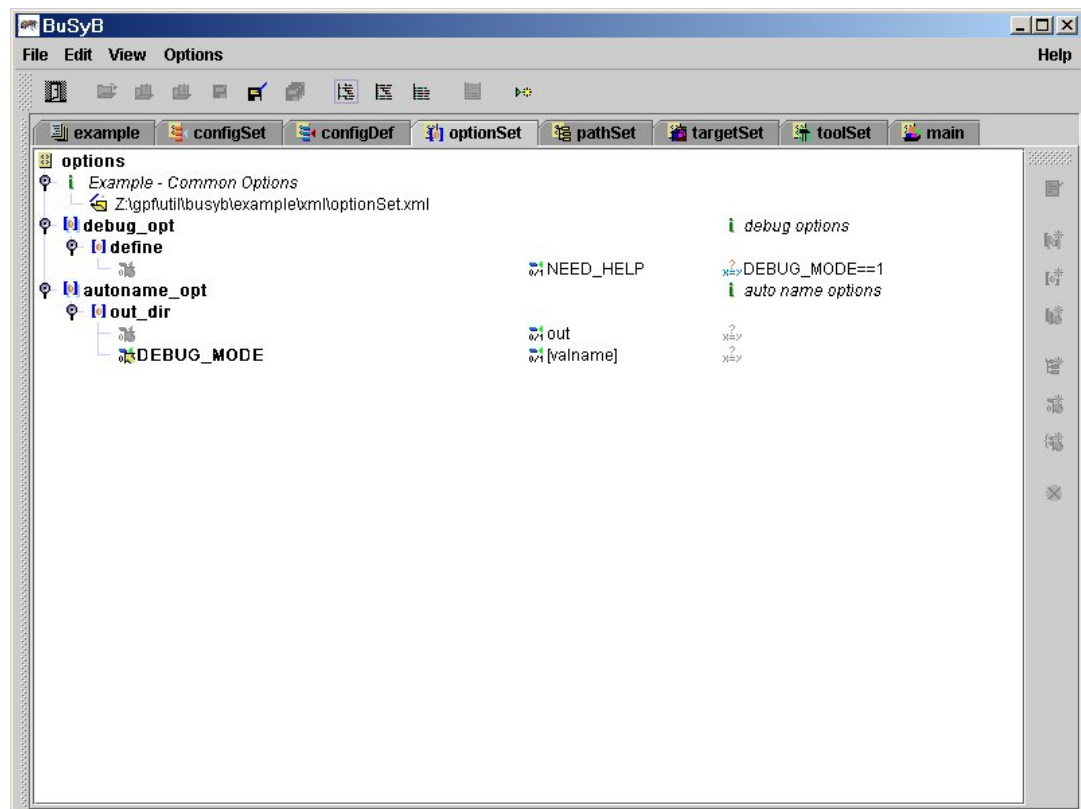 BuSyB
File Edit View Options Help
example configSet configDef optionSet pathSet targetSet toolSet main
options
i Example - Common Options
Z:\gpf\util\busyb\example\xml\optionSet.xml
debug_opt i debug options
define
NEED_HELP DEBUG_MODE==1
autoname_opt i auto name options
out_dir
out
DEBUG_MODE [valname]